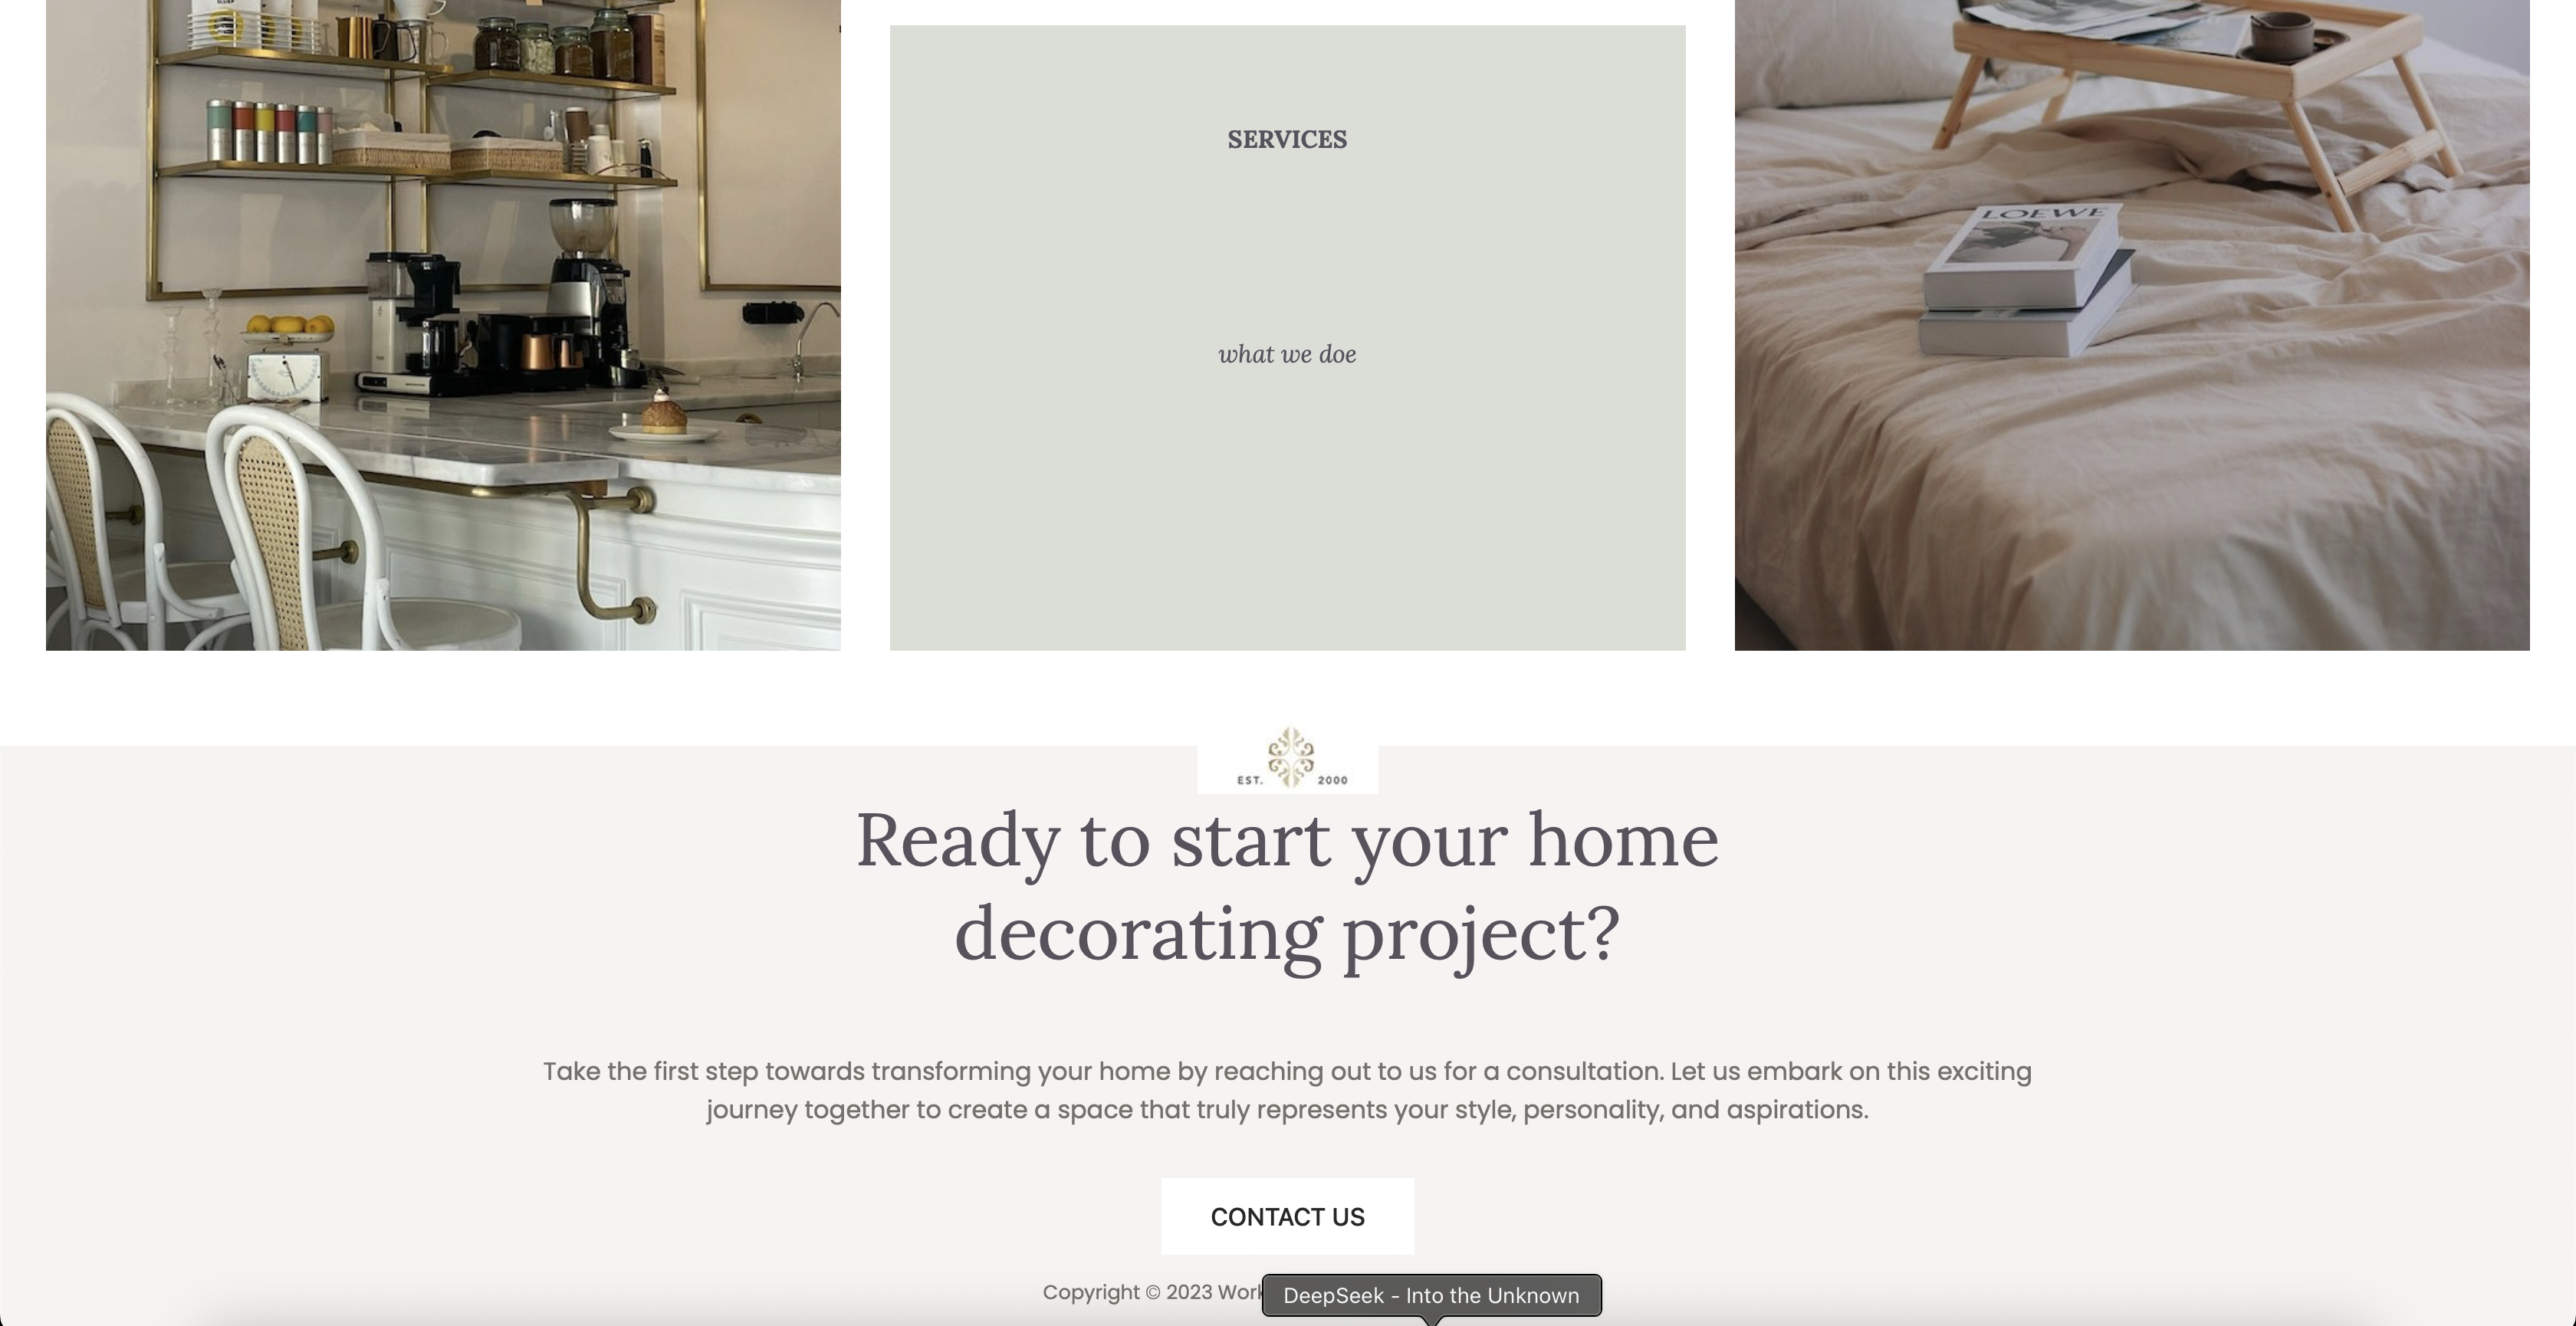 LOEWE
SERVICES
what we doe
EST. 2000
Ready to start your home
decorating project?
Take the first step towards transforming your home by reaching out to us for a consultation. Let us embark on this exciting
journey together to create a space that truly represents your style, personality, and aspirations.
CONTACT US
Copyright © 2023
DeepSeek - Into the Unknown